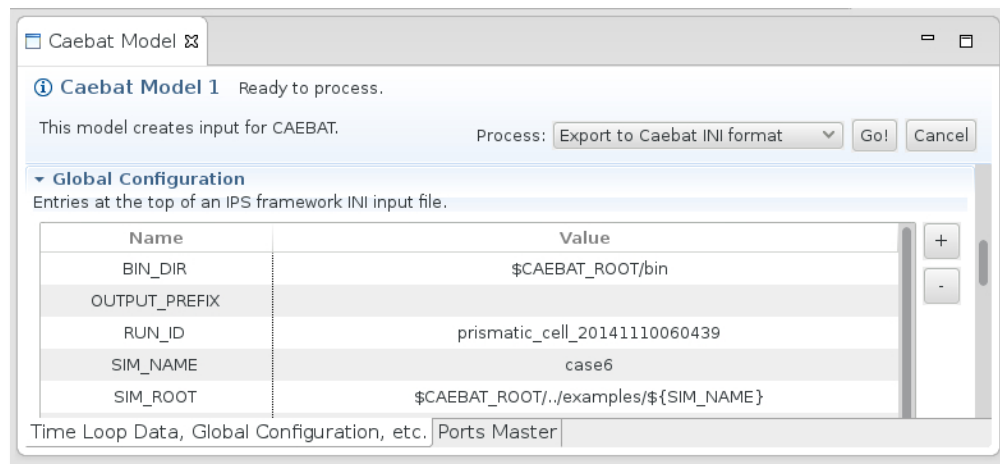 Caebat Model
Caebat Model 1 Ready to process.
This model creates input for CAEBAT. Process: Export to Caebat INI format Go! Cancel
Global Configuration
Entries at the top of an IPS framework INI input file.
Name Value +
BIN_DIR $CAEBAT_ROOT/bin
-
OUTPUT_PREFIX
RUN_ID prismatic_cell_20141110060439
SIM_NAME case6
SIM_ROOT $CAEBAT_ROOT/../examples/${SIM_NAME}
Time Loop Data, Global Configuration, etc. Ports Master